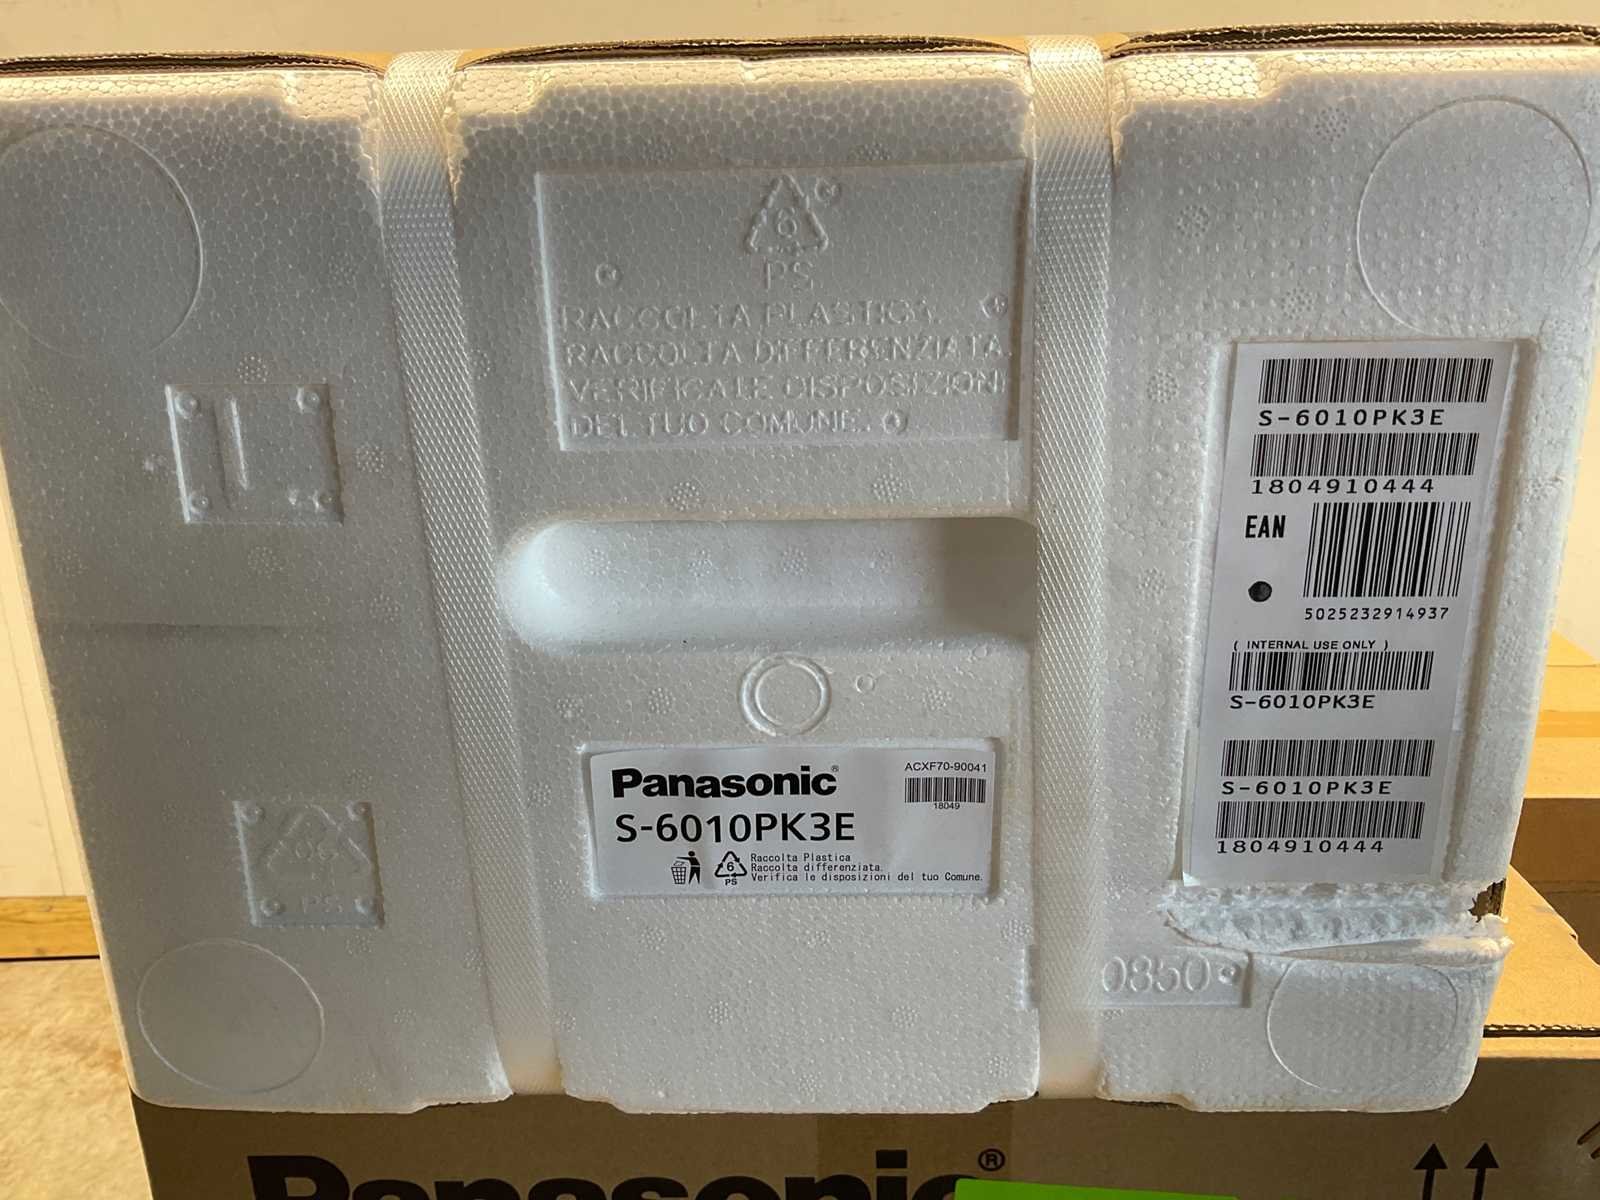 6
PS
RACCOLTA PLASTICA.
RACCOLTA DIFFERENZIATA.
VERIFICA LE DISPOSIZIONI
DEL TUO COMUNE.
S-6010PK3E
1804910444
EAN
5025232914937
( INTERNAL USE ONLY )
S-6010PK3E
S-6010PK3E
1804910444
Panasonic®
ACXF70-90041
18049
S-6010PK3E
6
PS
Raccolta Plastica
Raccolta differenziata.
Verifica le disposizioni del tuo Comune.
PS
0850
Panasonic®